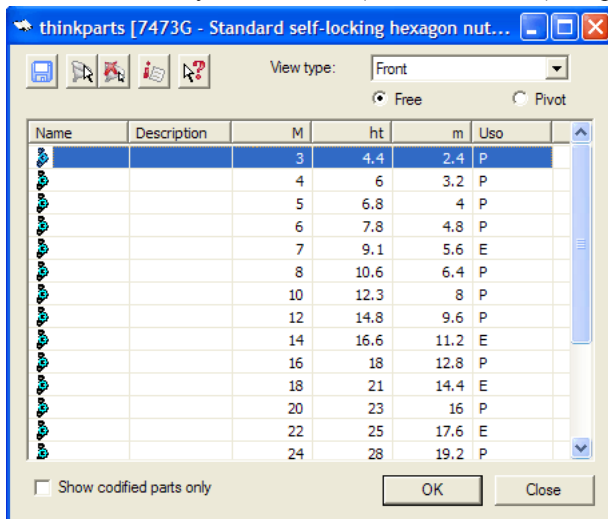 thinkparts [7473G - Standard self-locking hexagon nut...
View type: Front
Free Pivot
Name Description M ht m Uso
3 4.4 2.4 P
4 6 3.2 P
5 6.8 4 P
6 7.8 4.8 P
7 9.1 5.6 E
8 10.6 6.4 P
10 12.3 8 P
12 14.8 9.6 P
14 16.6 11.2 E
16 18 12.8 P
18 21 14.4 E
20 23 16 P
22 25 17.6 E
24 28 19.2 P
Show codified parts only OK Close